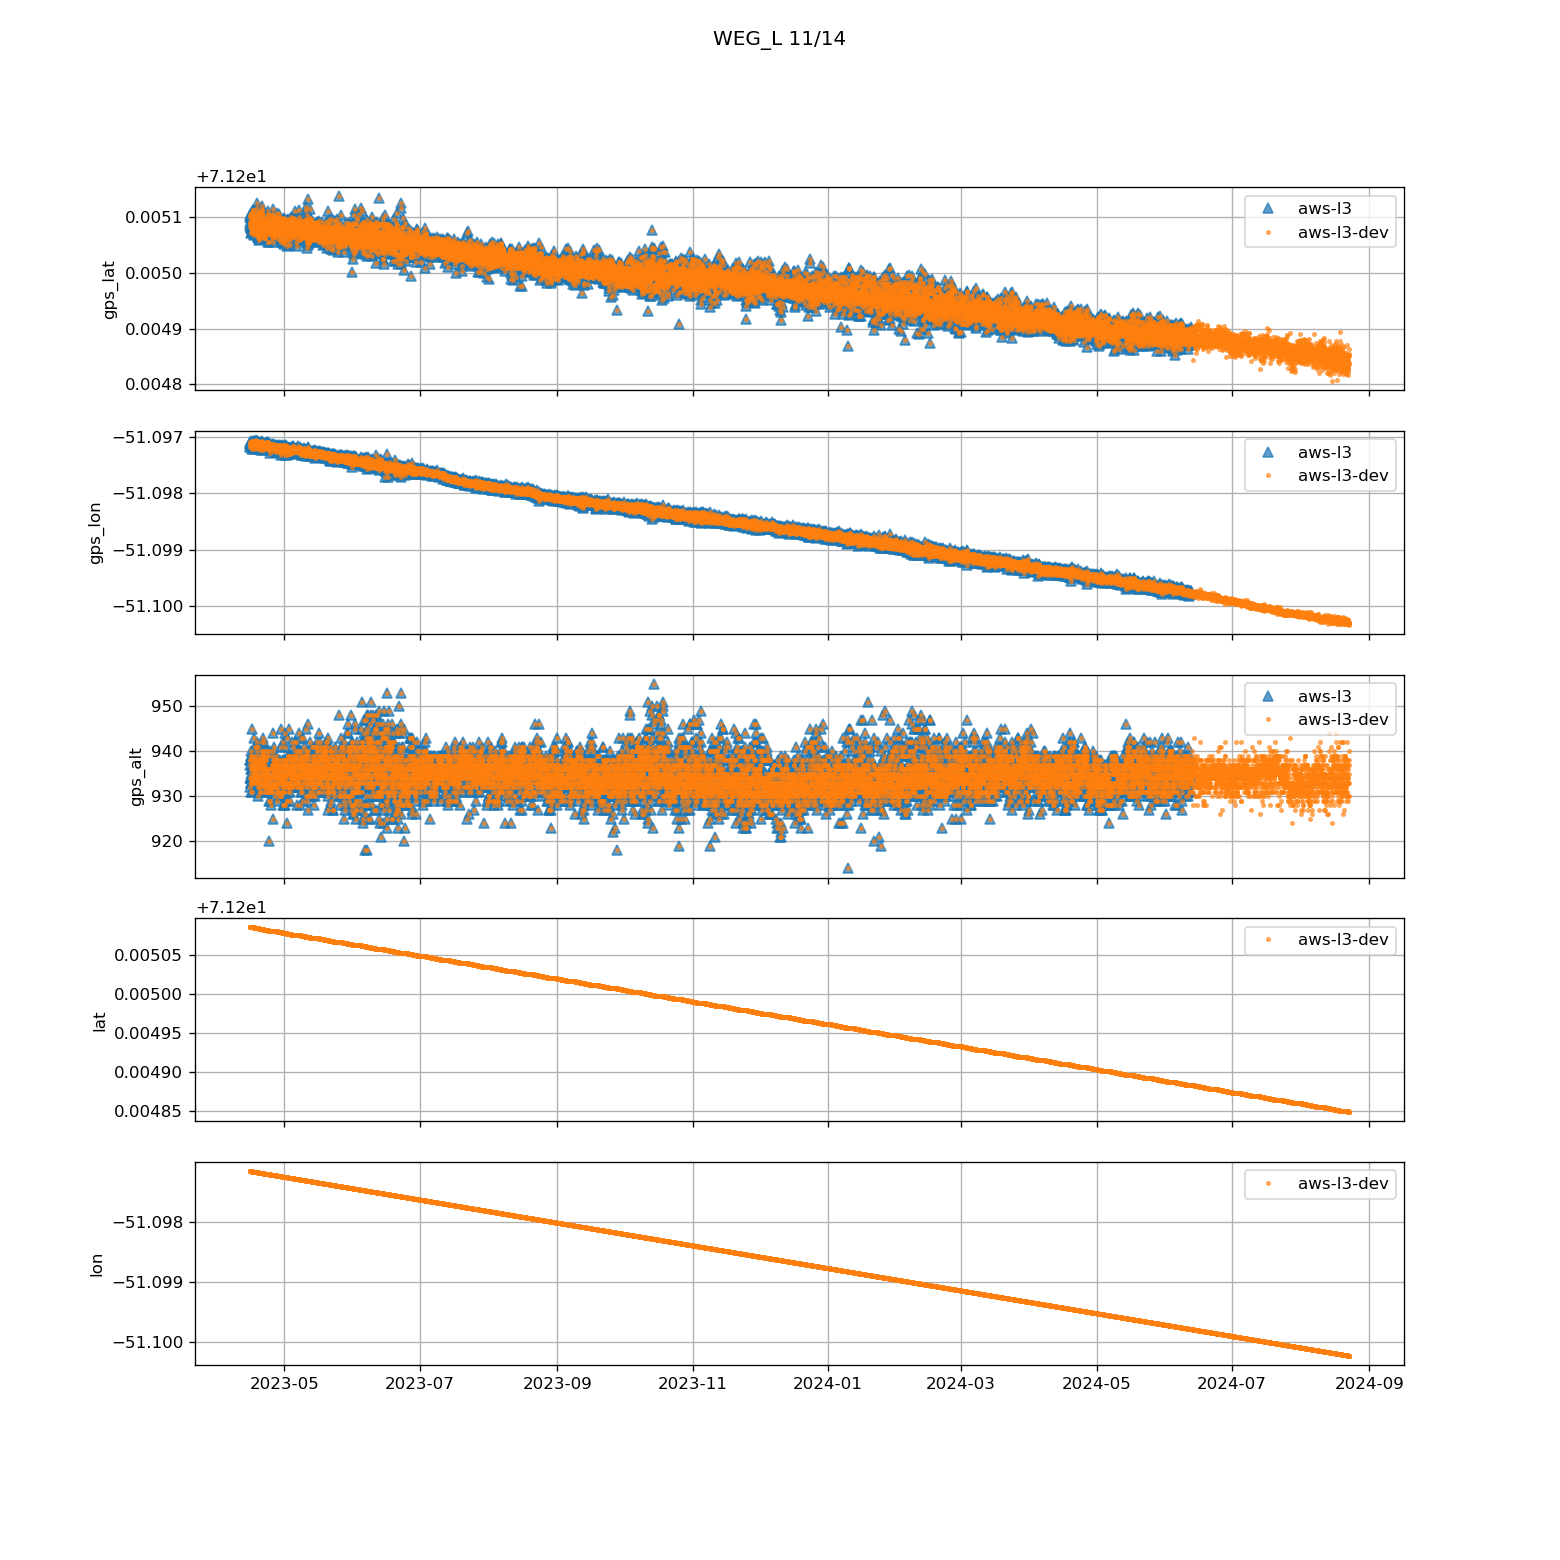 WEG_L 11/14
+7.12e1
0.0051
0.0050
0.0049
0.0048
gps_lat
aws-l3
aws-l3-dev
−51.097
−51.098
−51.099
−51.100
gps_lon
aws-l3
aws-l3-dev
950
940
930
920
gps_alt
aws-l3
aws-l3-dev
+7.12e1
0.00505
0.00500
0.00495
0.00490
0.00485
lat
aws-l3-dev
−51.098
−51.099
−51.100
lon
aws-l3-dev
2023-05 2023-07 2023-09 2023-11 2024-01 2024-03 2024-05 2024-07 2024-09